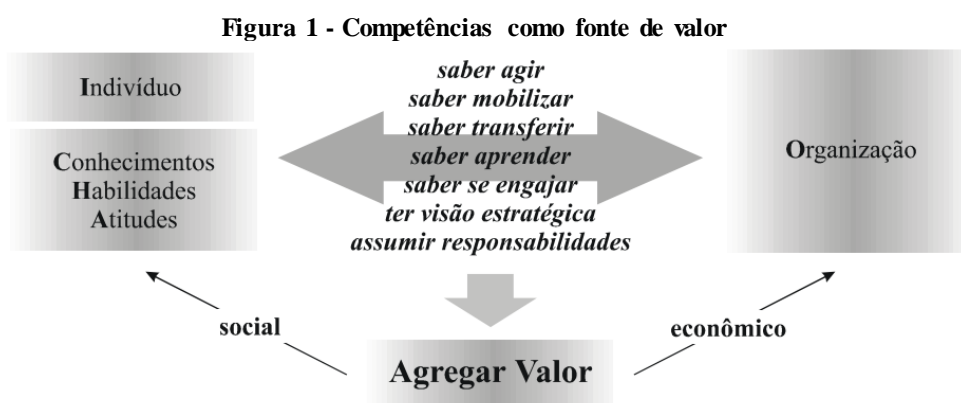 Figura 1 - Competências como fonte de valor
Indivíduo
Conhecimentos
Habilidades
Atitudes
saber agir
saber mobilizar
saber transferir
saber aprender
saber se engajar
ter visão estratégica
assumir responsabilidades
Organização
social
econômico
Agregar Valor